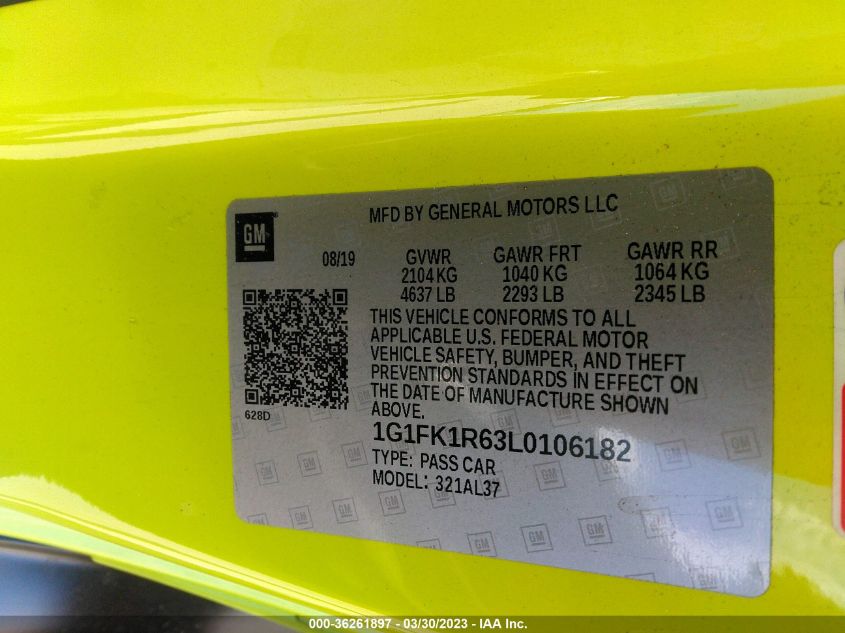 MFD BY GENERAL MOTORS LLC
GM
08/19
GVWR
2104 KG
4637 LB
GAWR FRT
1040 KG
2293 LB
GAWR RR
1064 KG
2345 LB
THIS VEHICLE CONFORMS TO ALL
APPLICABLE U.S. FEDERAL MOTOR
VEHICLE SAFETY, BUMPER, AND THEFT
PREVENTION STANDARDS IN EFFECT ON
THE DATE OF MANUFACTURE SHOWN
ABOVE.
628D
1G1FK1R63L0106182
TYPE: PASS CAR
MODEL: 321AL37
000-36261897 — 03/30/2023 — IAA Inc.